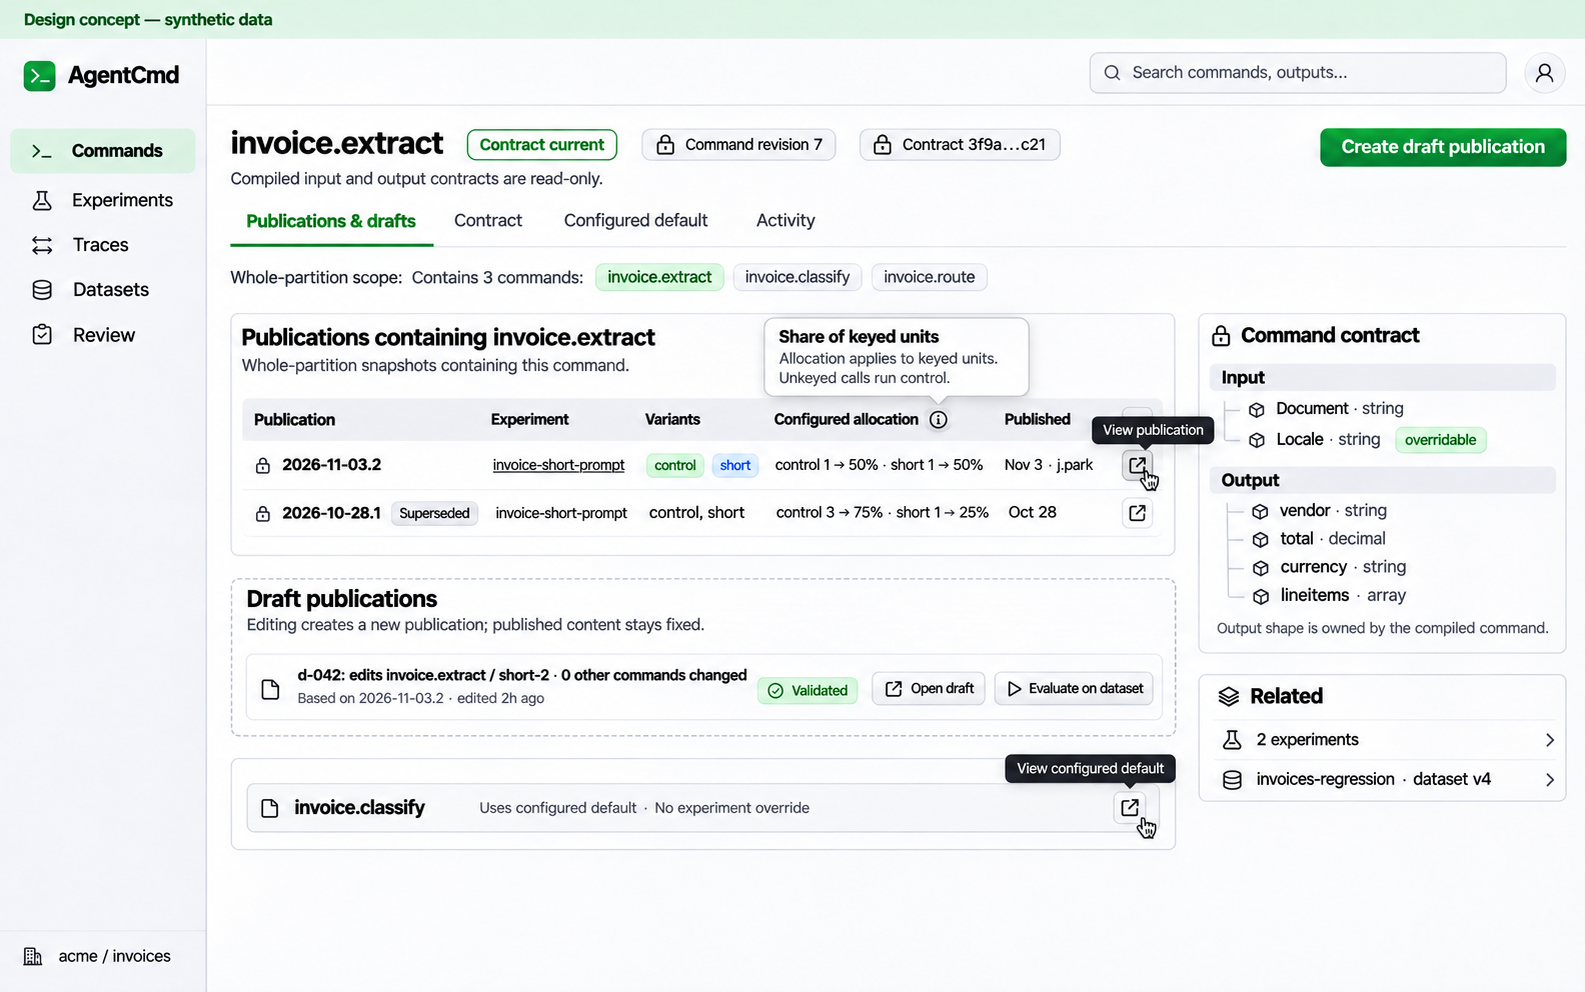 Design concept — synthetic data
AgentCmd
Search commands, outputs...
Commands
Experiments
Traces
Datasets
Review
acme / invoices
invoice.extract
Contract current
Command revision 7
Contract 3f9a...c21
Create draft publication
Compiled input and output contracts are read-only.
Publications & drafts
Contract
Configured default
Activity
Whole-partition scope: Contains 3 commands: invoice.extract invoice.classify invoice.route
Publications containing invoice.extract
Whole-partition snapshots containing this command.
Share of keyed units
Allocation applies to keyed units.
Unkeyed calls run control.
Publication Experiment Variants Configured allocation Published
View publication
2026-11-03.2 invoice-short-prompt control short control 1 → 50% · short 1 → 50% Nov 3 · j.park
2026-10-28.1 Superseded invoice-short-prompt control, short control 3 → 75% · short 1 → 25% Oct 28
Draft publications
Editing creates a new publication; published content stays fixed.
d-042: edits invoice.extract / short-2 · 0 other commands changed
Based on 2026-11-03.2 · edited 2h ago
Validated
Open draft
Evaluate on dataset
View configured default
invoice.classify Uses configured default · No experiment override
Command contract
Input
Document · string
Locale · string overridable
Output
vendor · string
total · decimal
currency · string
lineitems · array
Output shape is owned by the compiled command.
Related
2 experiments
invoices-regression · dataset v4